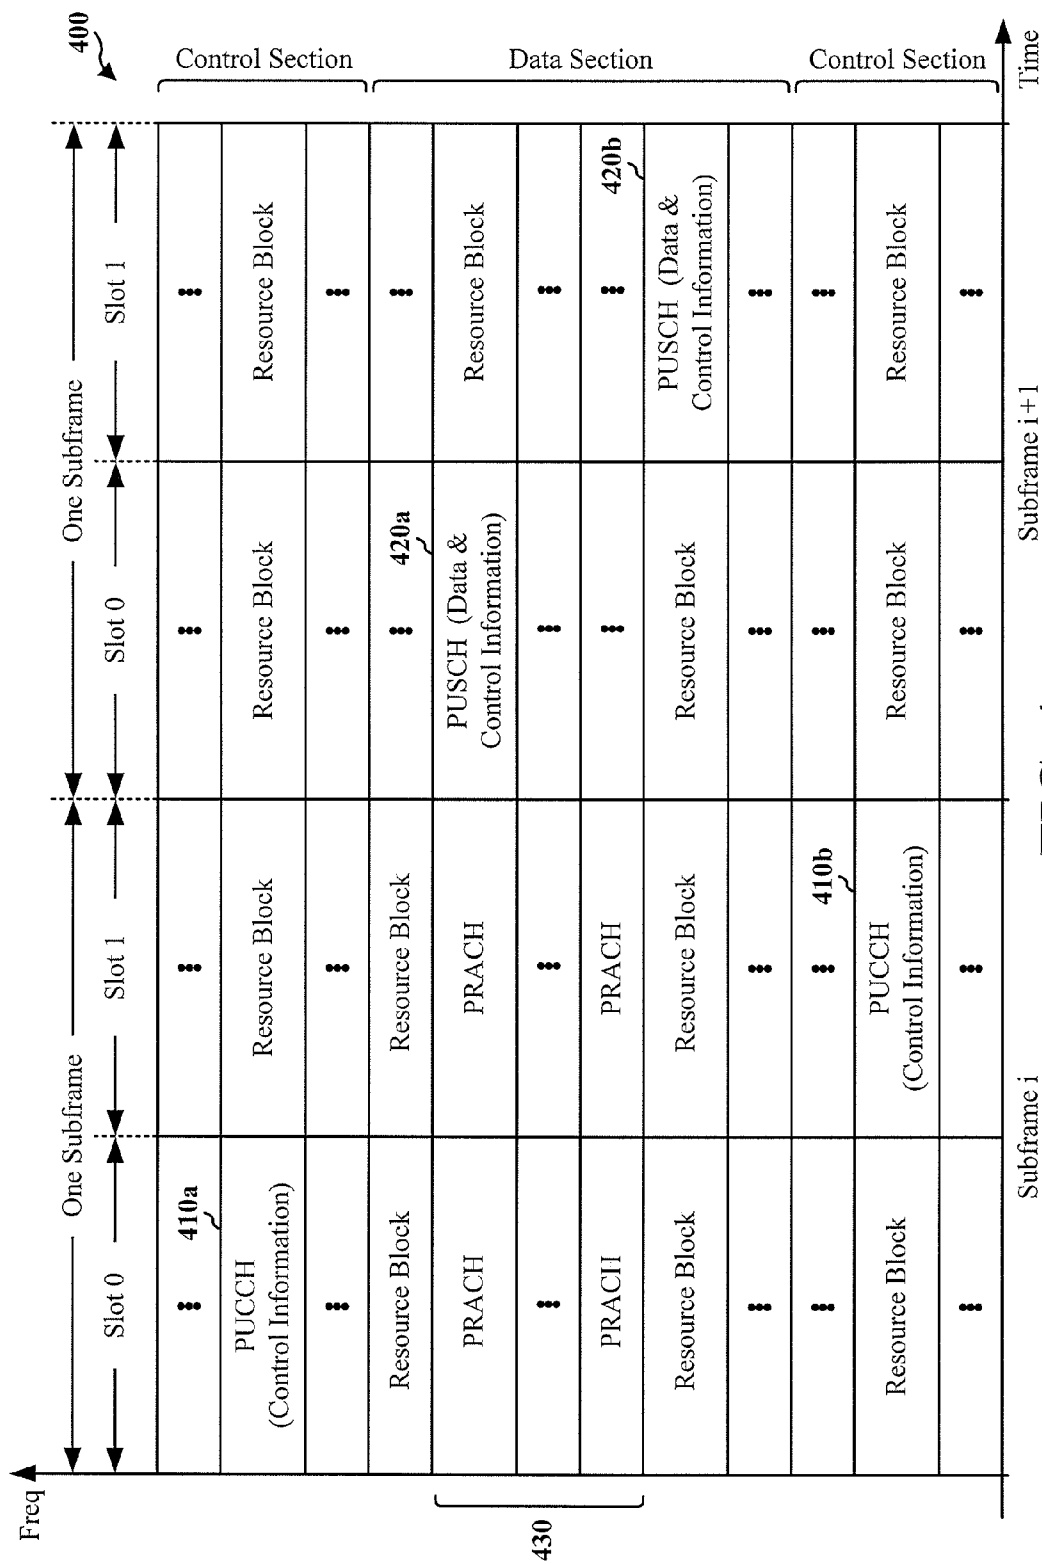 400
Freq
One Subframe
One Subframe
Slot 0
Slot 1
Slot 0
Slot 1
410a
PUCCH
(Control Information)
Resource Block
Resource Block
Resource Block
Control Section
Resource Block
Resource Block
420a
430
PRACH
PRACH
PUSCH (Data &
Control Information)
Resource Block
Data Section
PRACH
PRACH
420b
Resource Block
Resource Block
Resource Block
PUSCH (Data &
Control Information)
410b
Resource Block
PUCCH
(Control Information)
Resource Block
Resource Block
Control Section
Subframe i
Subframe i+1
Time